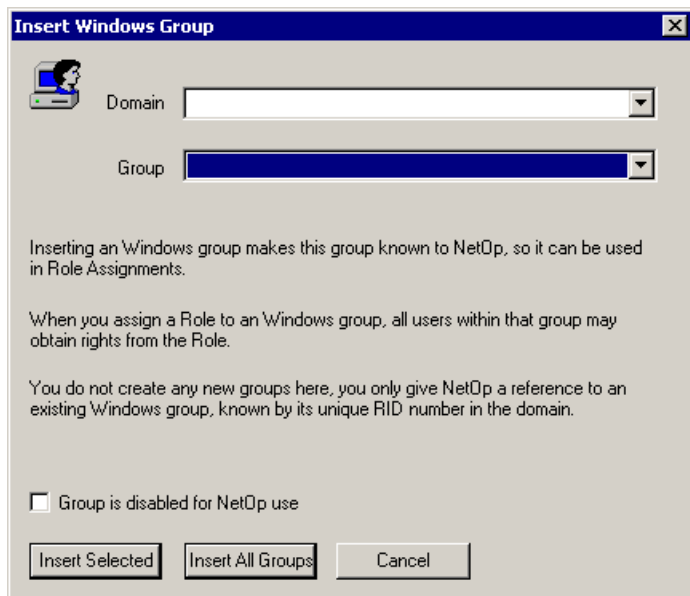 Insert Windows Group
Domain
Group
Inserting an Windows group makes this group known to NetOp, so it can be used
in Role Assignments.
When you assign a Role to an Windows group, all users within that group may
obtain rights from the Role.
You do not create any new groups here, you only give NetOp a reference to an
existing Windows group, known by its unique RID number in the domain.
Group is disabled for NetOp use
Insert Selected
Insert All Groups
Cancel